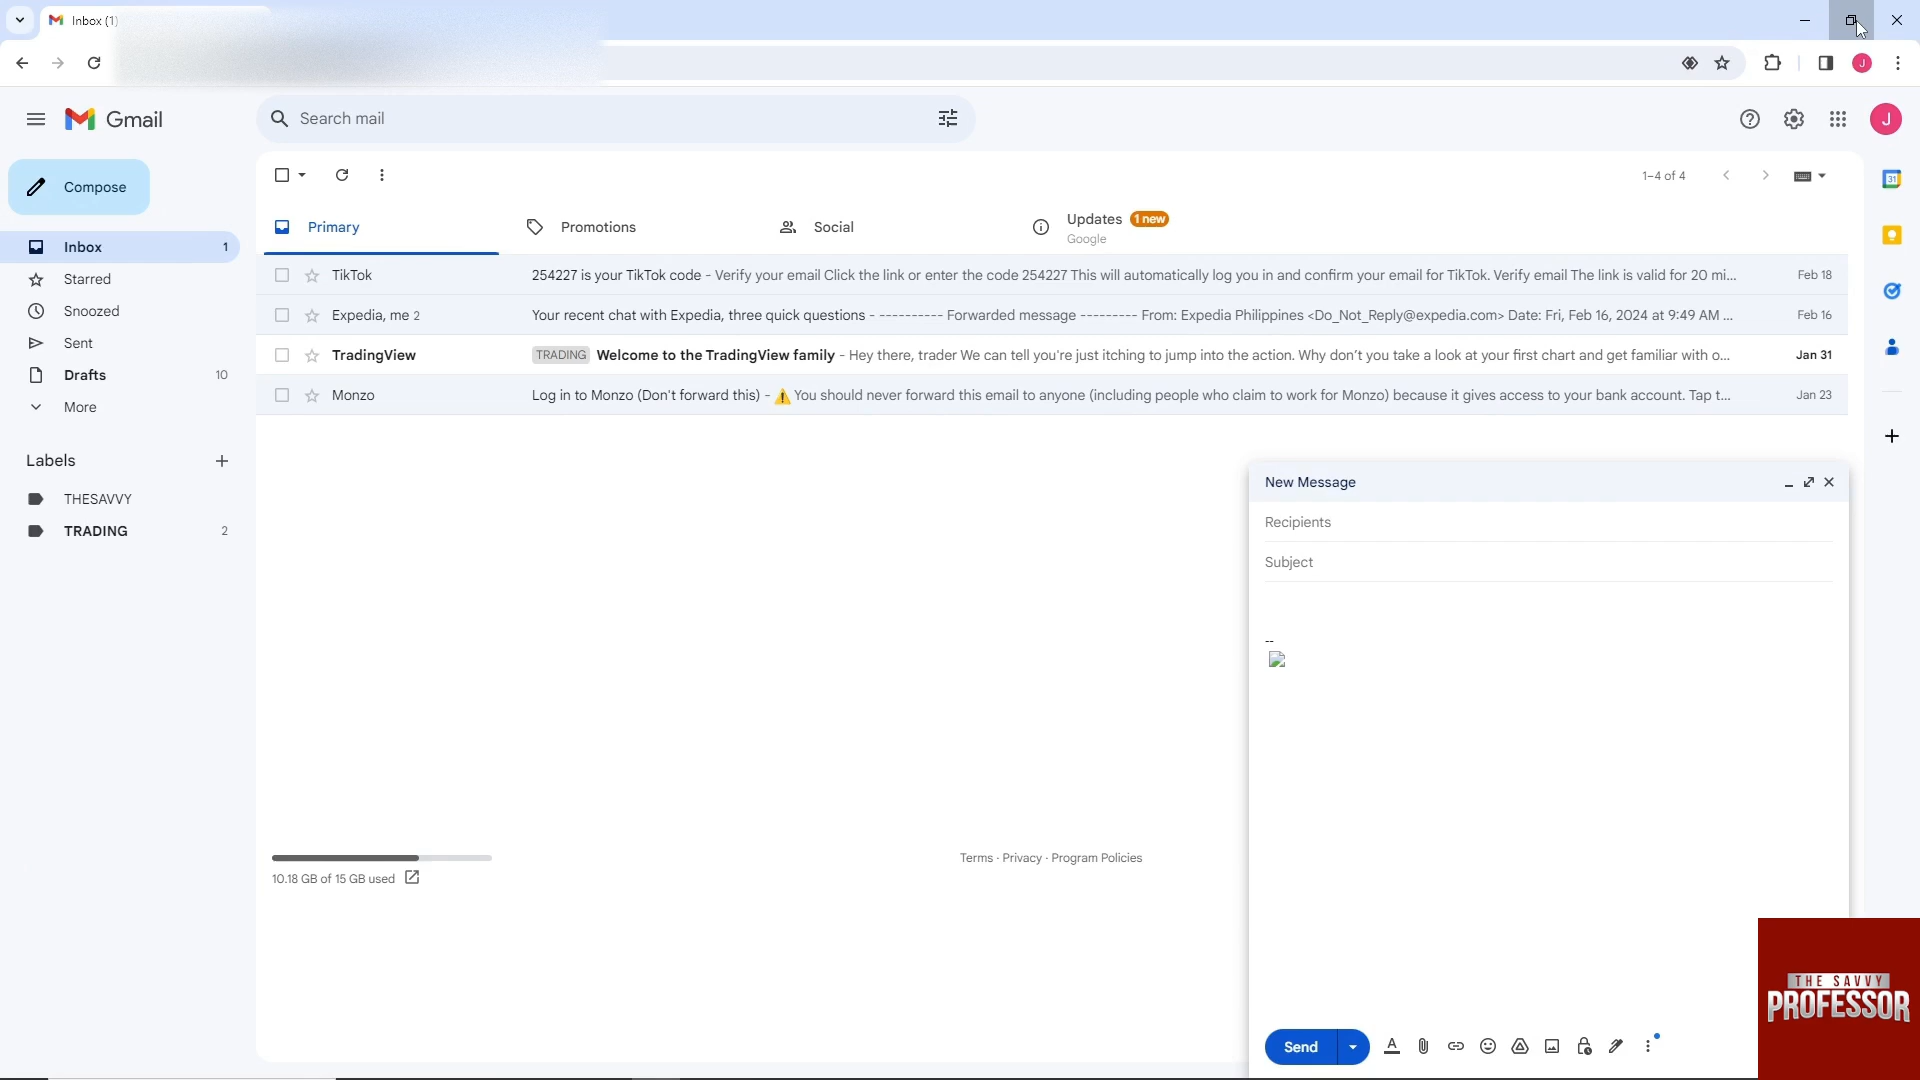 Inbox (1)
Gmail
Search mail
J
J
Compose
1–4 of 4
Inbox 1
Starred
Snoozed
Sent
Drafts 10
More
Labels
THESAVVY
TRADING 2
Primary
Promotions
Social
Updates 1 new
Google
TikTok 254227 is your TikTok code - Verify your email Click the link or enter the code 254227 This will automatically log you in and confirm your email for TikTok. Verify email The link is valid for 20 mi... Feb 18
Expedia, me 2 Your recent chat with Expedia, three quick questions - ---------- Forwarded message --------- From: Expedia Philippines <Do_Not_Reply@expedia.com> Date: Fri, Feb 16, 2024 at 9:49 AM ... Feb 16
TradingView TRADING Welcome to the TradingView family - Hey there, trader We can tell you're just itching to jump into the action. Why don't you take a look at your first chart and get familiar with o... Jan 31
Monzo Log in to Monzo (Don't forward this) - ⚠️ You should never forward this email to anyone (including people who claim to work for Monzo) because it gives access to your bank account. Tap t... Jan 23
31
New Message
Recipients
Subject
--
10.18 GB of 15 GB used
Terms · Privacy · Program Policies
Send
THE SAVVY
PROFESSOR